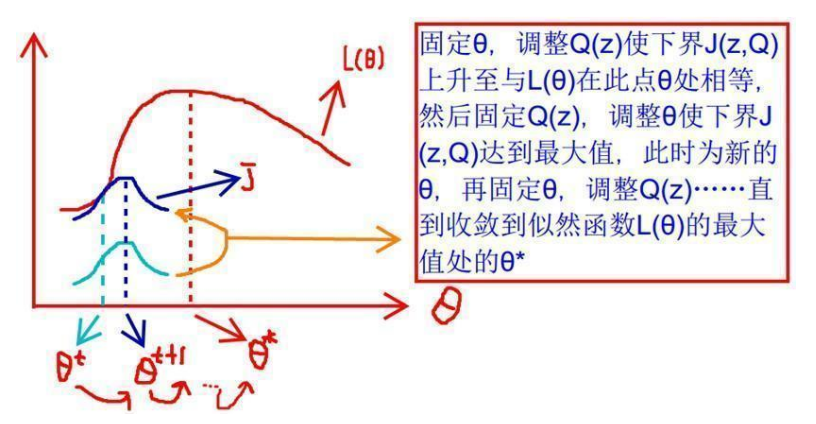 L(θ)
J
θ
θᵗ
θᵗ⁺¹
...
θ*
固定θ，调整Q(z)使下界J(z,Q)
上升至与L(θ)在此点θ处相等，
然后固定Q(z)，调整θ使下界J
(z,Q)达到最大值，此时为新的
θ，再固定θ，调整Q(z)……直
到收敛到似然函数L(θ)的最大
值处的θ*